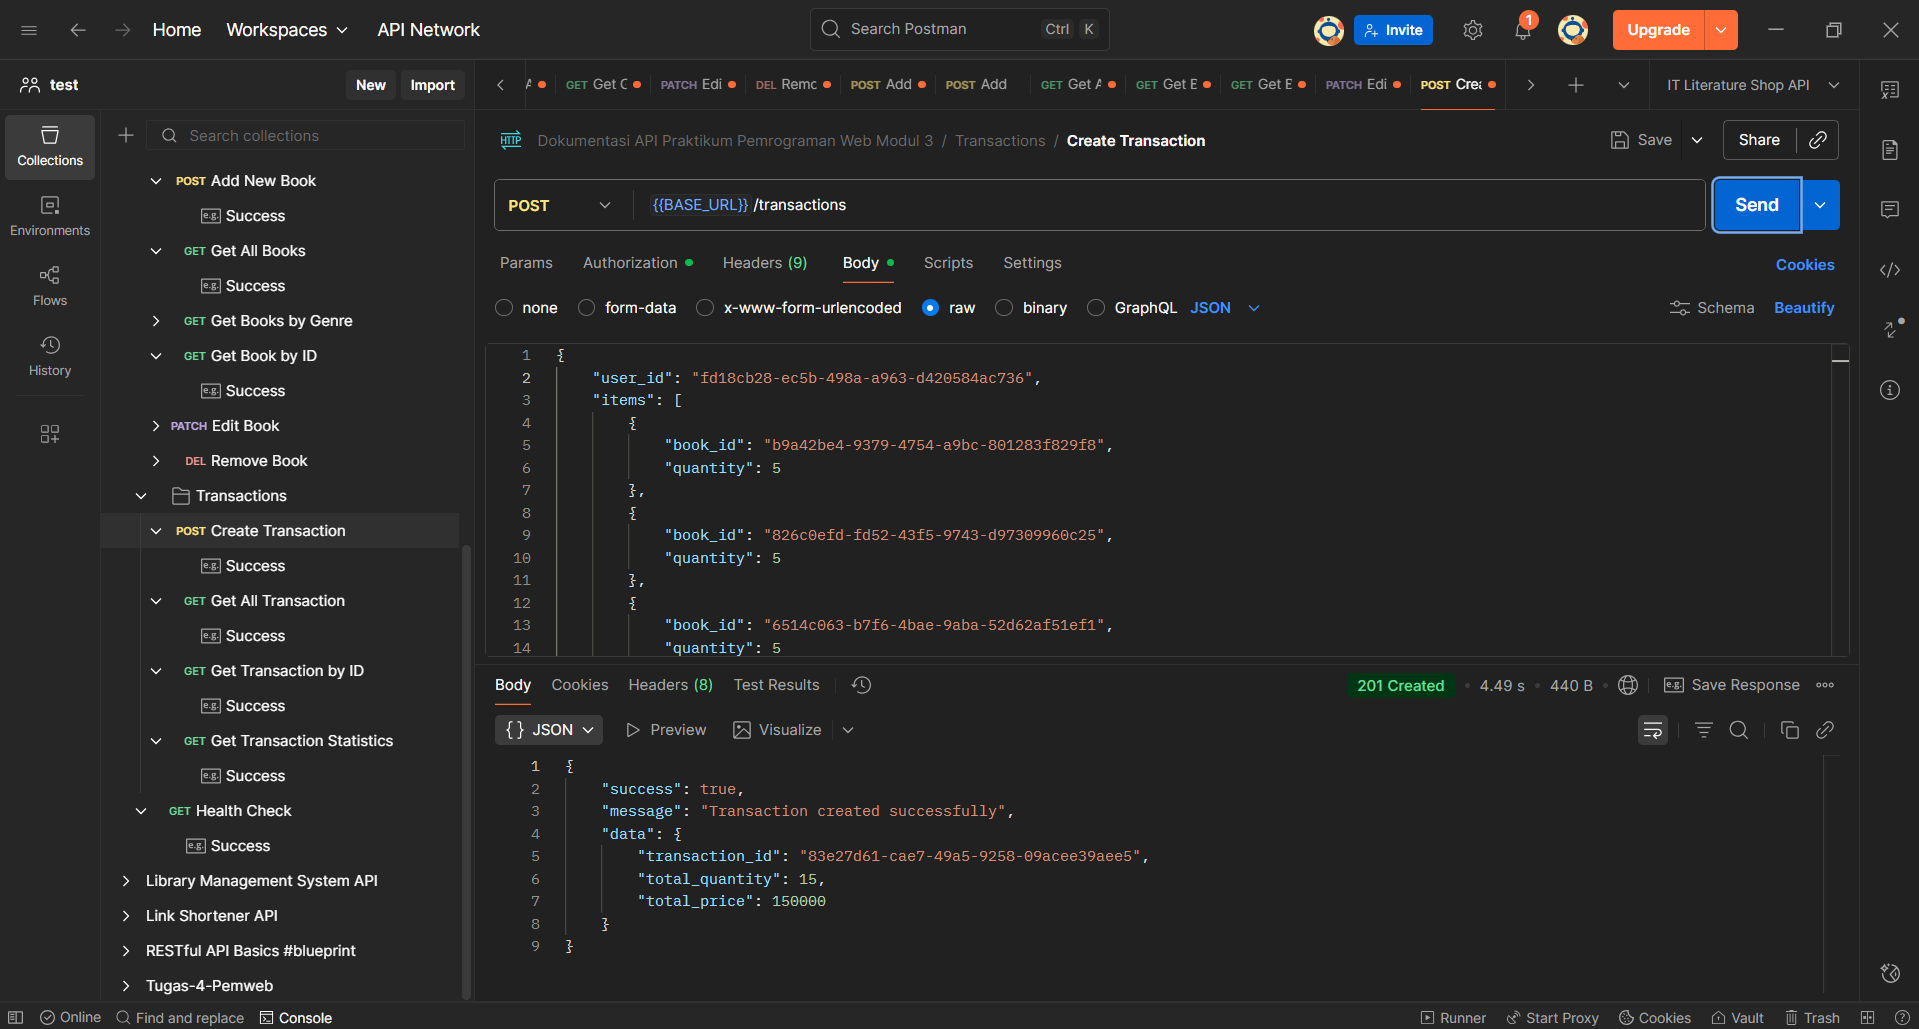 Home Workspaces API Network Search Postman Ctrl K Invite 1 Upgrade
test New Import
GET Get C PATCH Edi DEL Remc POST Add POST Add GET Get A GET Get E GET Get E PATCH Edi POST Crea IT Literature Shop API
Collections
Environments
Flows
History
Search collections
POST Add New Book
e.g. Success
GET Get All Books
e.g. Success
GET Get Books by Genre
GET Get Book by ID
e.g. Success
PATCH Edit Book
DEL Remove Book
Transactions
POST Create Transaction
e.g. Success
GET Get All Transaction
e.g. Success
GET Get Transaction by ID
e.g. Success
GET Get Transaction Statistics
e.g. Success
GET Health Check
e.g. Success
Library Management System API
Link Shortener API
RESTful API Basics #blueprint
Tugas-4-Pemweb
HTTP Dokumentasi API Praktikum Pemrograman Web Modul 3 / Transactions / Create Transaction Save Share
POST {{BASE_URL}} /transactions Send
Params Authorization Headers (9) Body Scripts Settings Cookies
none form-data x-www-form-urlencoded raw binary GraphQL JSON Schema Beautify
1 {
2 "user_id": "fd18cb28-ec5b-498a-a963-d420584ac736",
3 "items": [
4 {
5 "book_id": "b9a42be4-9379-4754-a9bc-801283f829f8",
6 "quantity": 5
7 },
8 {
9 "book_id": "826c0efd-fd52-43f5-9743-d97309960c25",
10 "quantity": 5
11 },
12 {
13 "book_id": "6514c063-b7f6-4bae-9aba-52d62af51ef1",
14 "quantity": 5
Body Cookies Headers (8) Test Results 201 Created • 4.49 s • 440 B • e.g. Save Response
{} JSON Preview Visualize
1 {
2 "success": true,
3 "message": "Transaction created successfully",
4 "data": {
5 "transaction_id": "83e27d61-cae7-49a5-9258-09acee39aee5",
6 "total_quantity": 15,
7 "total_price": 150000
8 }
9 }
Online Find and replace Console Runner Start Proxy Cookies Vault Trash